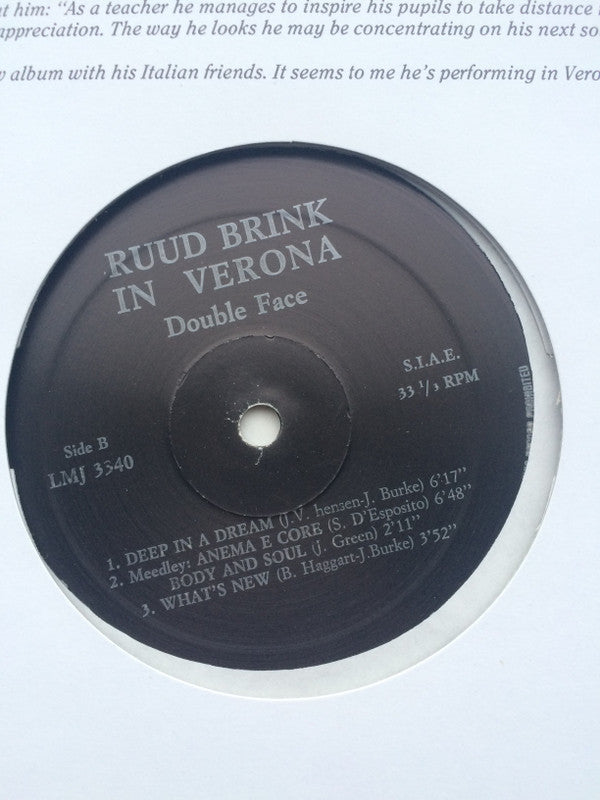 him: “As a teacher he manages to inspire his pupils to take distance
appreciation. The way he looks he may be concentrating on his next
album with his Italian friends. It seems to me he's performing in
RUUD BRINK
IN VERONA
Double Face
S.I.A.E.
33 1/3 RPM
Side B
LMJ 3340
1. DEEP IN A DREAM (J.V. hensen-J. Burke) 6'17"
2. Meedley: ANEMA E CORE (S. D'Esposito) 6'48"
BODY AND SOUL (J. Green) 2'11"
3. WHAT'S NEW (B. Haggart-J Burke) 3'52"
PROHIBITED